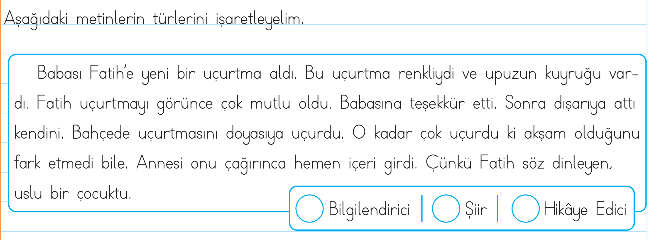 Aşağıdaki metinlerin türlerini işaretleyelim.
Babası Fatih'e yeni bir uçurtma aldı. Bu uçurtma renkliydi ve upuzun kuyruğu var-
dı. Fatih uçurtmayı görünce çok mutlu oldu. Babasına teşekkür etti. Sonra dışarıya attı
kendini. Bahçede uçurtmasını doyasıya uçurdu. O kadar çok uçurdu ki akşam olduğunu
fark etmedi bile. Annesi onu çağırınca hemen içeri girdi. Çünkü Fatih söz dinleyen,
uslu bir çocuktu.
Bilgilendirici | Şiir | Hikâye Edici